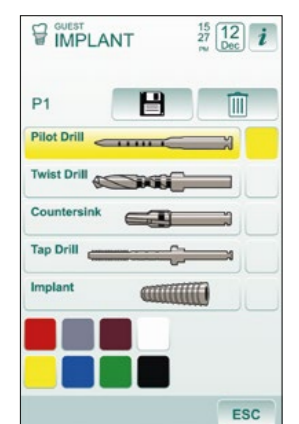 GUEST
IMPLANT
15
27
PM
12
Dec
i
P1
Pilot Drill
Twist Drill
Countersink
Tap Drill
Implant
ESC